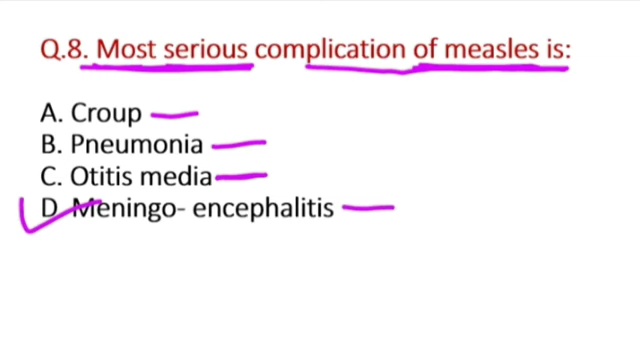 Q.8. Most serious complication of measles is:
A. Croup
B. Pneumonia
C. Otitis media
D. Meningo- encephalitis